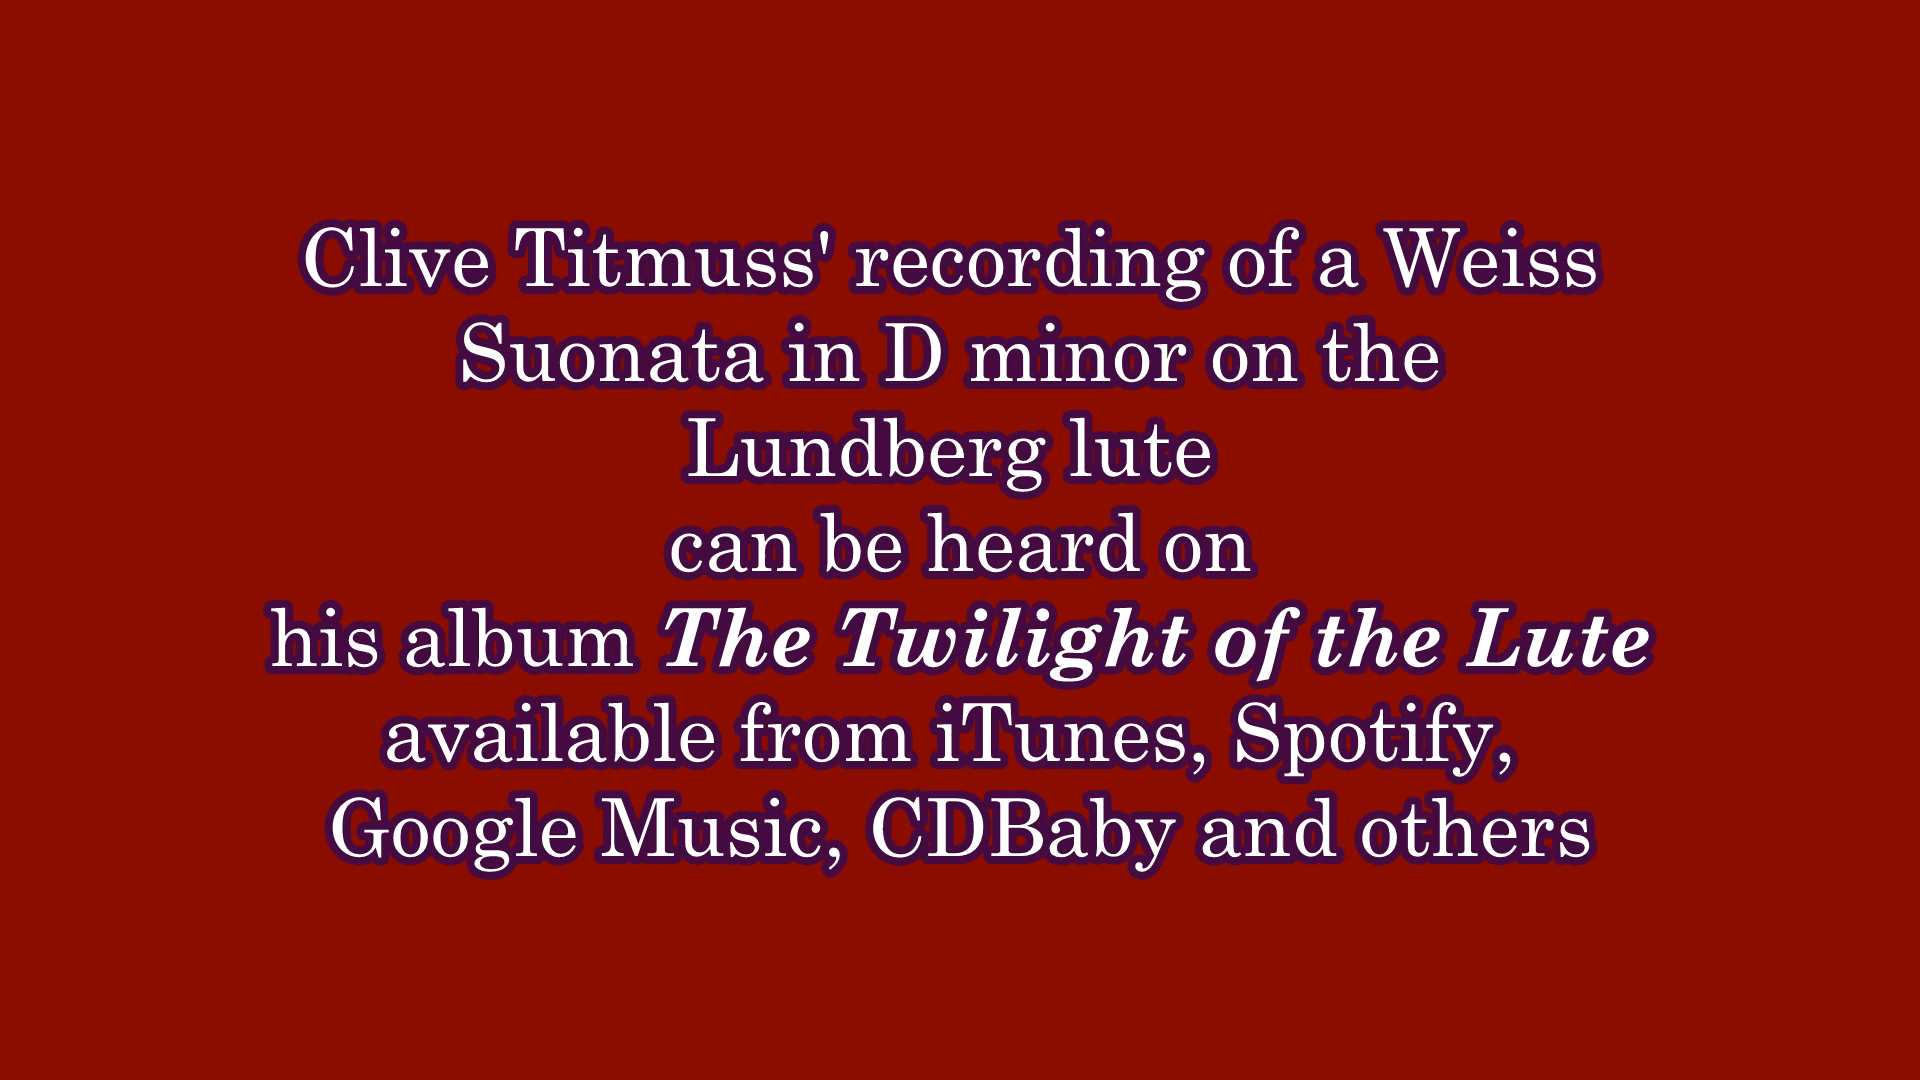 Clive Titmuss' recording of a Weiss
Suonata in D minor on the
Lundberg lute
can be heard on
his album The Twilight of the Lute
available from iTunes, Spotify,
Google Music, CDBaby and others